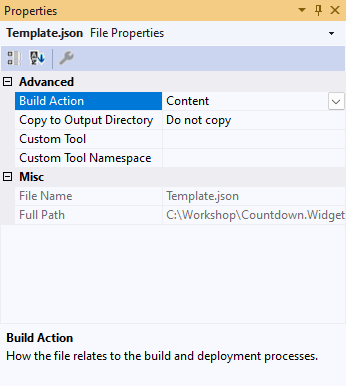 Properties
Template.json File Properties
Advanced
Build Action Content
Copy to Output Directory Do not copy
Custom Tool
Custom Tool Namespace
Misc
File Name Template.json
Full Path C:\Workshop\Countdown.Widget
Build Action
How the file relates to the build and deployment processes.